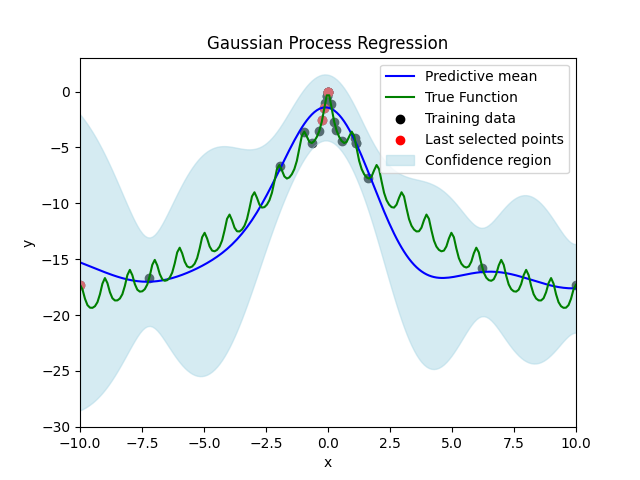 Gaussian Process Regression
Predictive mean
True Function
Training data
Last selected points
Confidence region
y
0
−5
−10
−15
−20
−25
−30
−10.0 −7.5 −5.0 −2.5 0.0 2.5 5.0 7.5 10.0
x